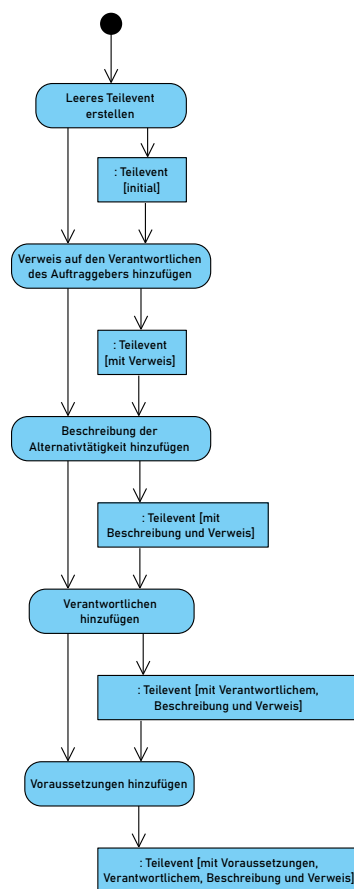 Leeres Teilevent
erstellen
: Teilevent
[initial]
Verweis auf den Verantwortlichen
des Auftraggebers hinzufügen
: Teilevent
[mit Verweis]
Beschreibung der
Alternativtätigkeit hinzufügen
: Teilevent [mit
Beschreibung und Verweis]
Verantwortlichen
hinzufügen
: Teilevent [mit Verantwortlichem,
Beschreibung und Verweis]
Voraussetzungen hinzufügen
: Teilevent [mit Voraussetzungen,
Verantwortlichem, Beschreibung und Verweis]